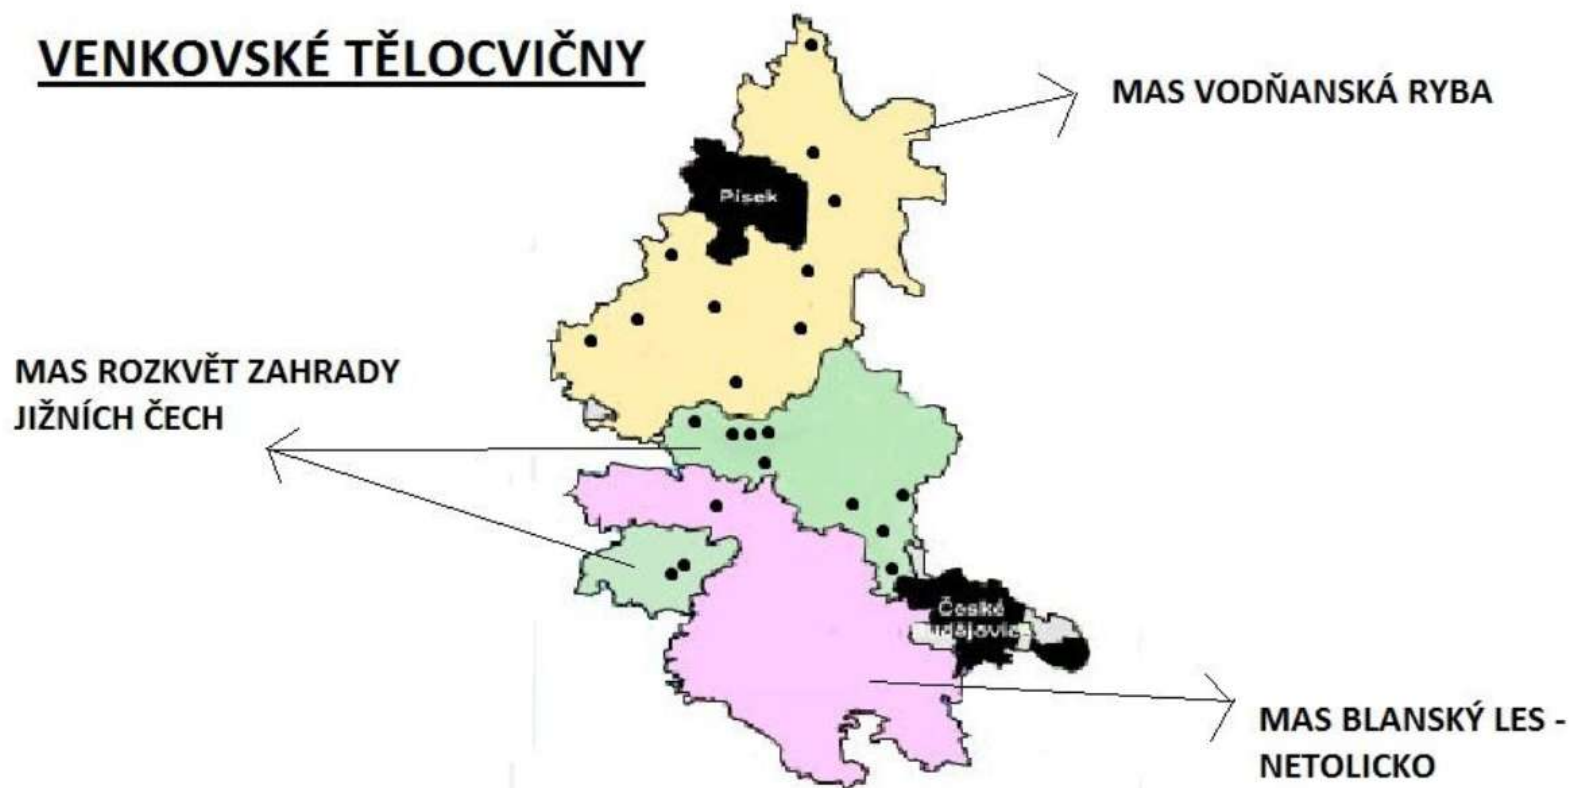 VENKOVSKÉ TĚLOCVIČNY
MAS VODŇANSKÁ RYBA
Písek
MAS ROZKVĚT ZAHRADY
JIŽNÍCH ČECH
České
MAS BLANSKÝ LES -
NETOLICKO